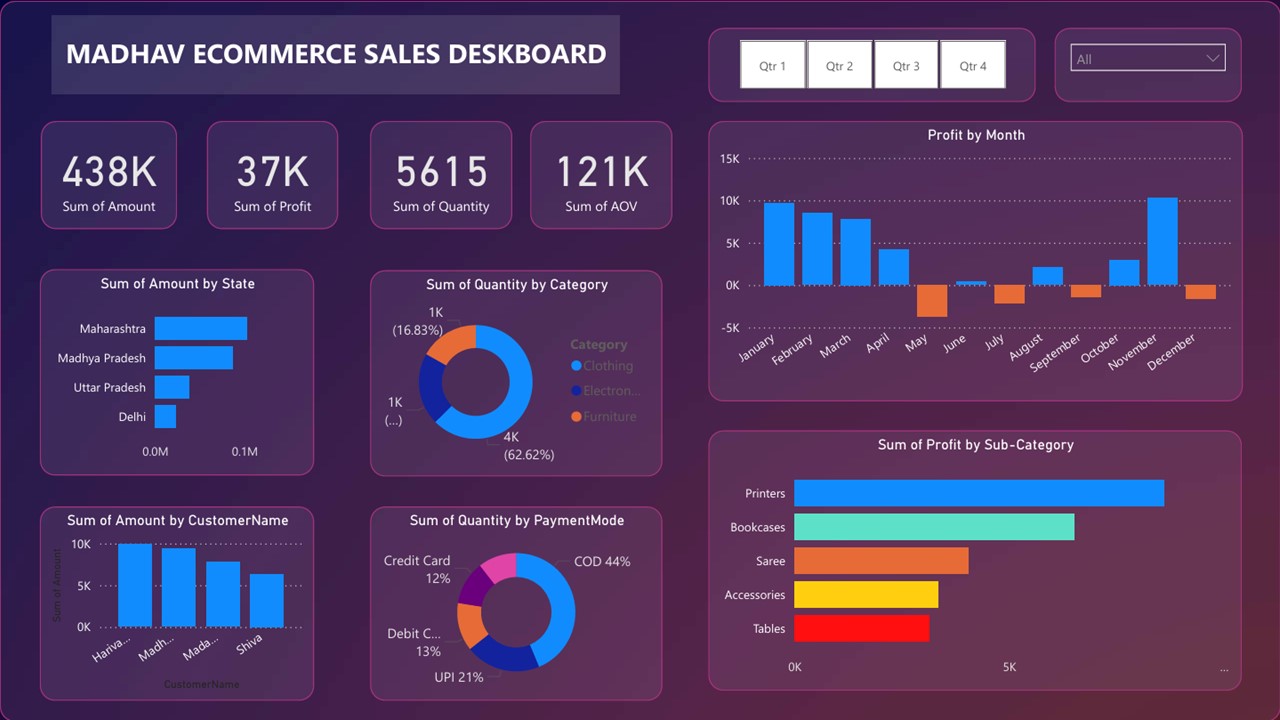 MADHAV ECOMMERCE SALES DESKBOARD
Qtr 1
Qtr 2
Qtr 3
Qtr 4
All
438K
Sum of Amount
37K
Sum of Profit
5615
Sum of Quantity
121K
Sum of AOV
Profit by Month
15K
10K
5K
0K
-5K
January
February
March
April
May
June
July
August
September
October
November
December
Sum of Amount by State
Maharashtra
Madhya Pradesh
Uttar Pradesh
Delhi
0.0M
0.1M
Sum of Quantity by Category
1K
(16.83%)
1K
(...)
4K
(62.62%)
Category
Clothing
Electron...
Furniture
Sum of Profit by Sub-Category
Printers
Bookcases
Saree
Accessories
Tables
0K
5K
...
Sum of Amount by CustomerName
Sum of Amount
10K
5K
0K
Hariva...
Madh...
Mada...
Shiva
CustomerName
Sum of Quantity by PaymentMode
Credit Card
12%
COD 44%
Debit C...
13%
UPI 21%